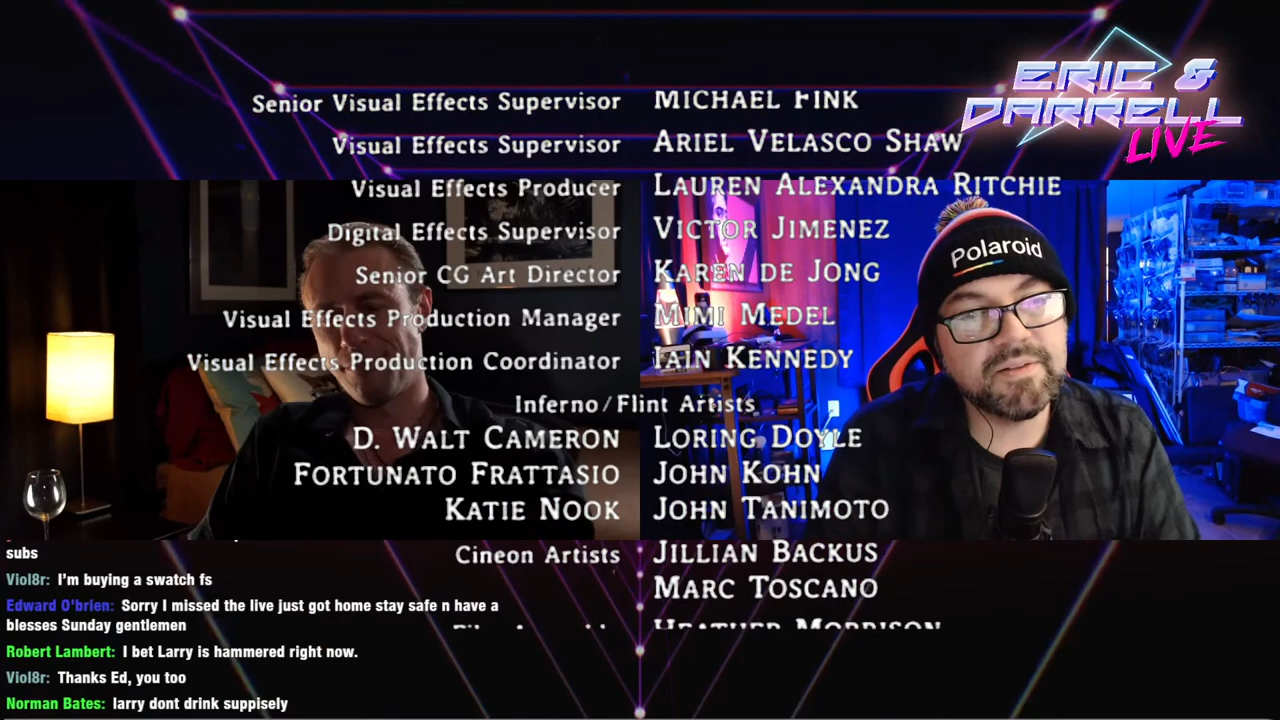 ERIC &
DARRELL
LIVE
Senior Visual Effects Supervisor MICHAEL FINK
Visual Effects Supervisor ARIEL VELASCO SHAW
Visual Effects Producer LAUREN ALEXANDRA RITCHIE
Digital Effects Supervisor VICTOR JIMENEZ
Senior CG Art Director KAREN DE JONG
Visual Effects Production Manager MIMI MEDEL
Visual Effects Production Coordinator IAIN KENNEDY
Inferno/Flint Artists
D. WALT CAMERON LORING DOYLE
FORTUNATO FRATTASIO JOHN KOHN
KATIE NOOK JOHN TANIMOTO
Cineon Artists JILLIAN BACKUS
MARC TOSCANO
HEATHER MORRISON
Polaroid
subs
Viol8r: I'm buying a swatch fs
Edward O'brien: Sorry I missed the live just got home stay safe n have a
blesses Sunday gentlemen
Robert Lambert: I bet Larry is hammered right now.
Viol8r: Thanks Ed, you too
Norman Bates: larry dont drink suppisely